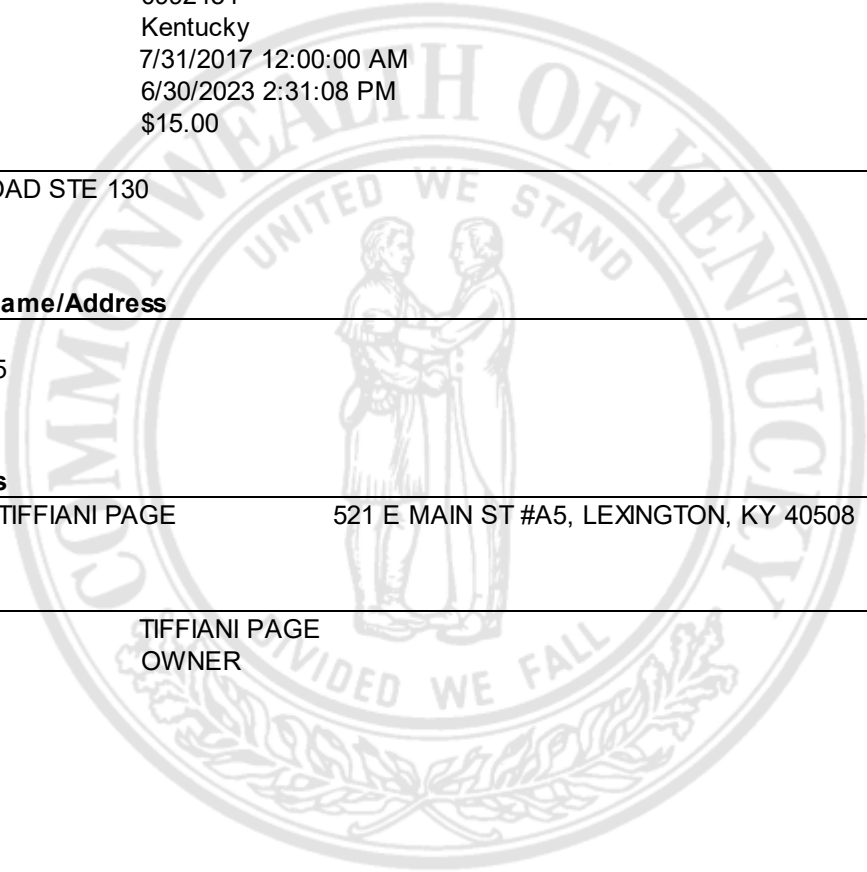 Kentucky
7/31/2017 12:00:00 AM
6/30/2023 2:31:08 PM
$15.00
STE 130
Name/Address
5
TIFFIANI PAGE 521 E MAIN ST #A5, LEXINGTON, KY 40508
TIFFIANI PAGE
OWNER
COMMONWEALTH OF KENTUCKY
UNITED WE STAND
DIVIDED WE FALL